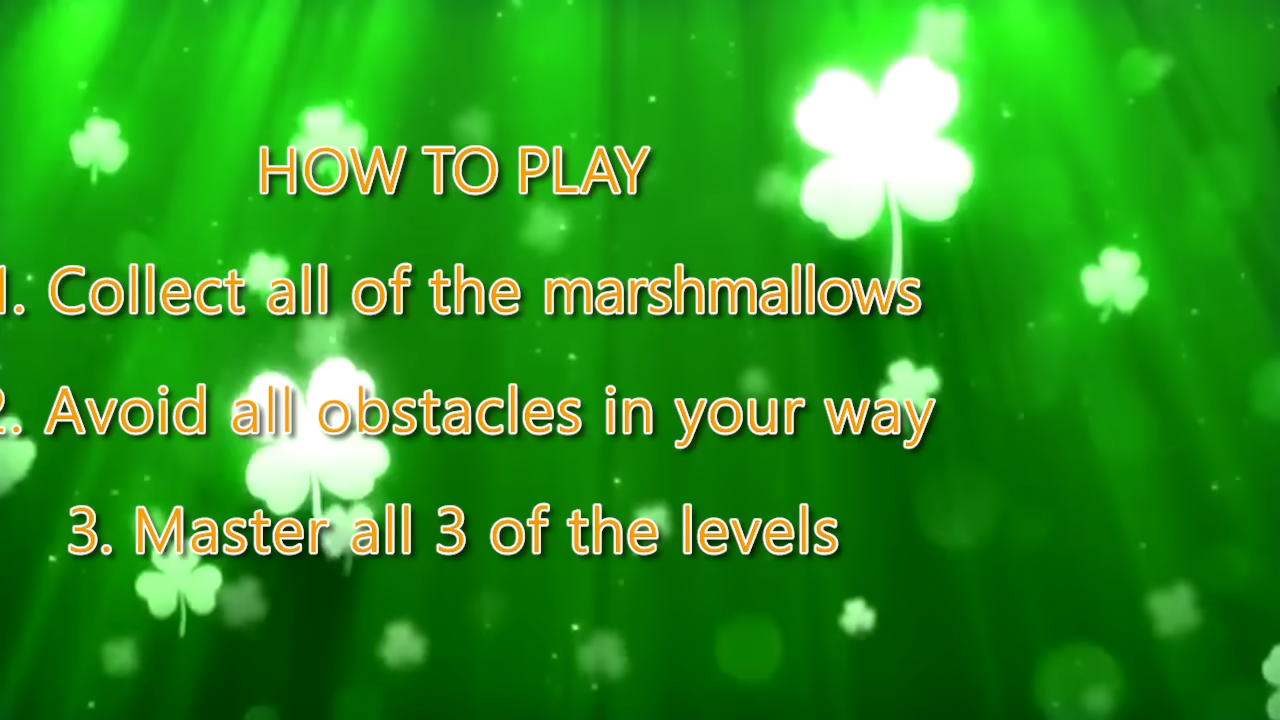 HOW TO PLAY
1. Collect all of the marshmallows
2. Avoid all obstacles in your way
3. Master all 3 of the levels